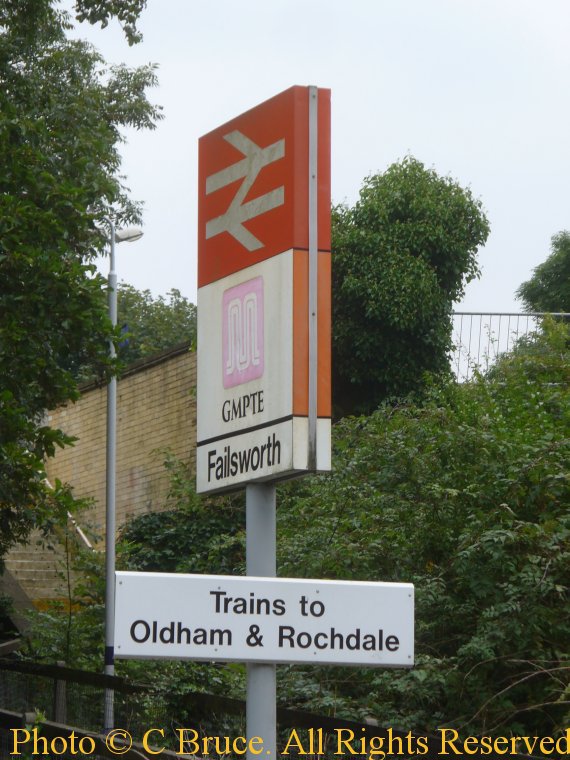 GMPTE
Failsworth
Trains to
Oldham & Rochdale
Photo © C Bruce. All Rights Reserved